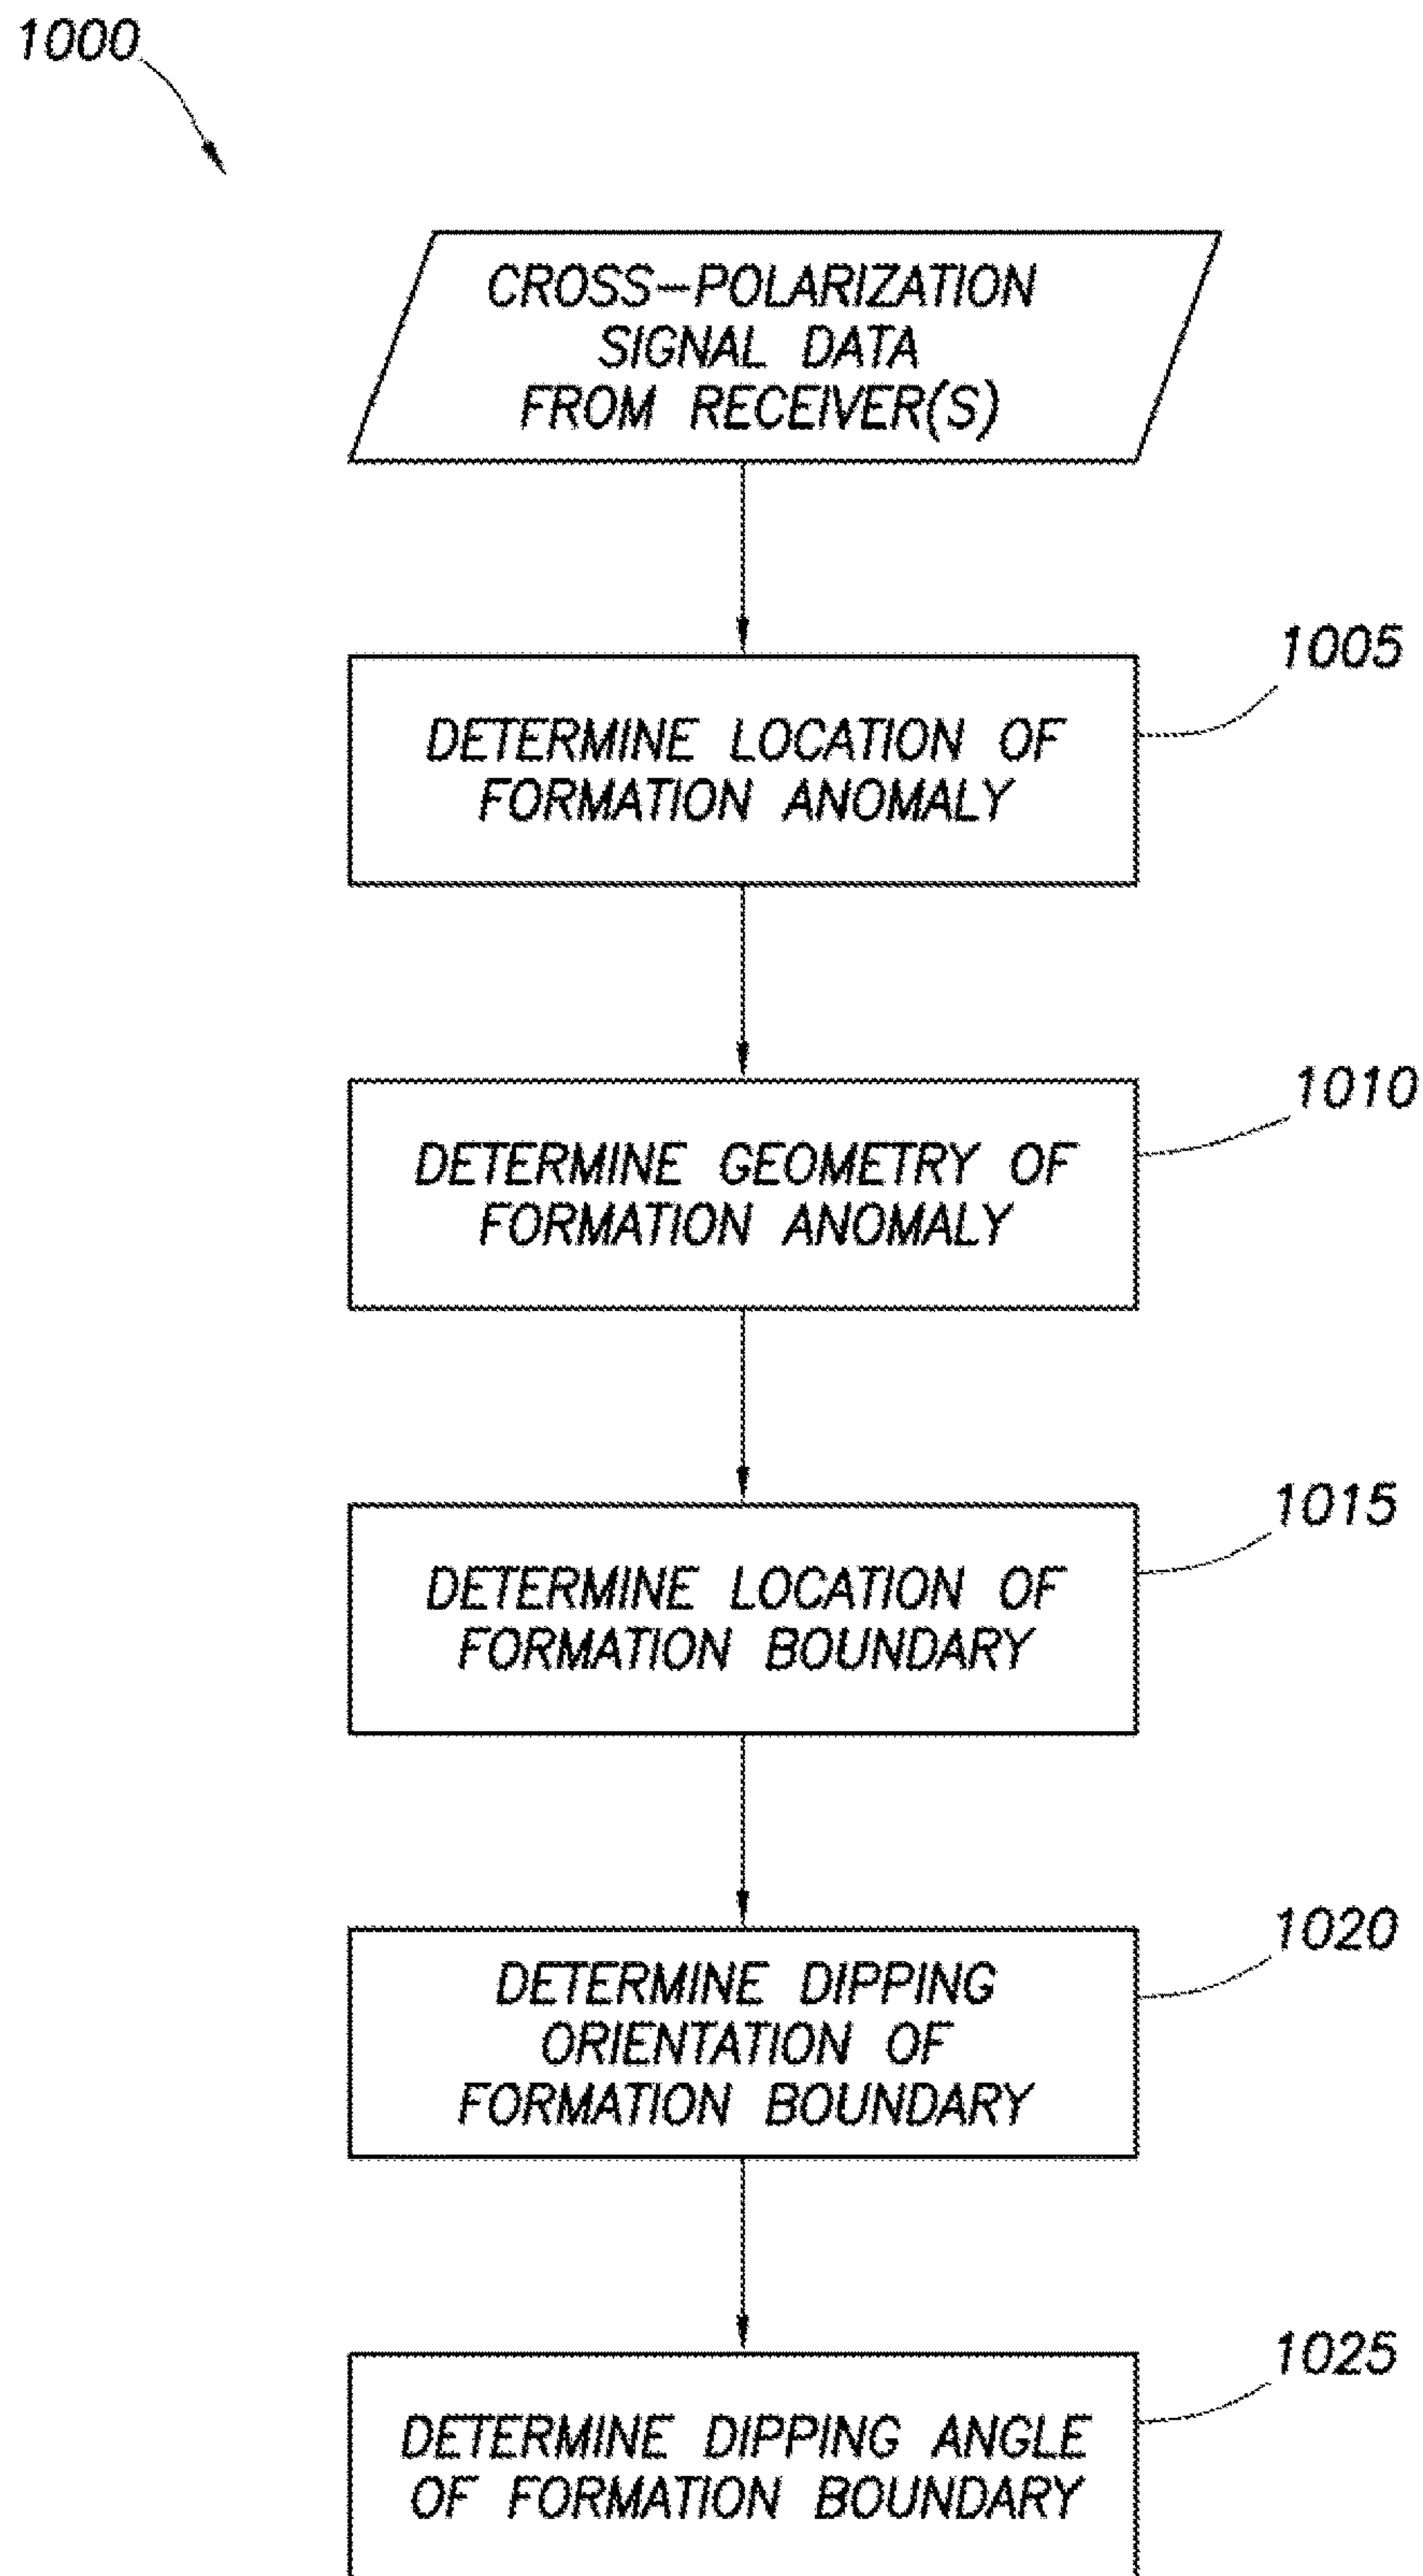 1000
CROSS-POLARIZATION
SIGNAL DATA
FROM RECEIVER(S)
1005
DETERMINE LOCATION OF
FORMATION ANOMALY
1010
DETERMINE GEOMETRY OF
FORMATION ANOMALY
1015
DETERMINE LOCATION OF
FORMATION BOUNDARY
1020
DETERMINE DIPPING
ORIENTATION OF
FORMATION BOUNDARY
1025
DETERMINE DIPPING ANGLE
OF FORMATION BOUNDARY